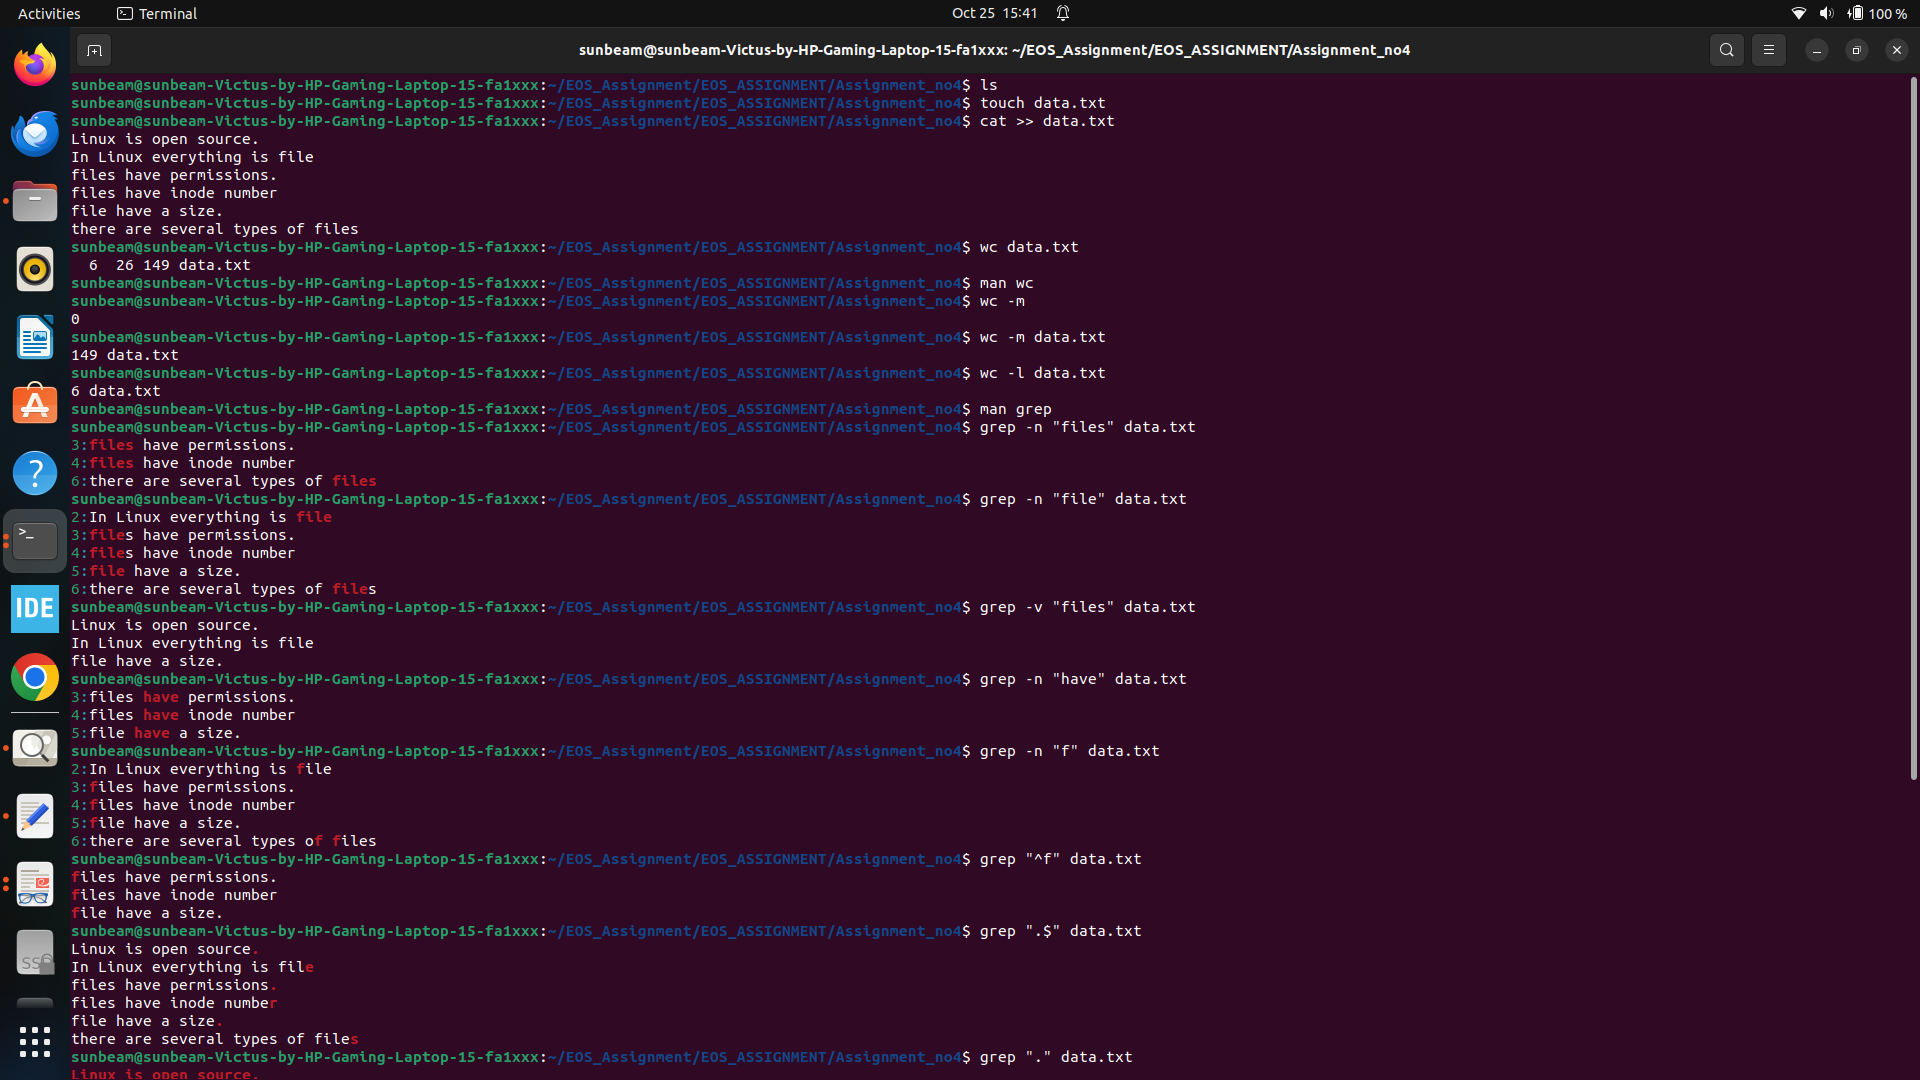 Activities Terminal Oct 25 15:41 100 %
sunbeam@sunbeam-Victus-by-HP-Gaming-Laptop-15-fa1xxx: ~/EOS_Assignment/EOS_ASSIGNMENT/Assignment_no4
sunbeam@sunbeam-Victus-by-HP-Gaming-Laptop-15-fa1xxx:~/EOS_Assignment/EOS_ASSIGNMENT/Assignment_no4$ ls
sunbeam@sunbeam-Victus-by-HP-Gaming-Laptop-15-fa1xxx:~/EOS_Assignment/EOS_ASSIGNMENT/Assignment_no4$ touch data.txt
sunbeam@sunbeam-Victus-by-HP-Gaming-Laptop-15-fa1xxx:~/EOS_Assignment/EOS_ASSIGNMENT/Assignment_no4$ cat >> data.txt
Linux is open source.
In Linux everything is file
files have permissions.
files have inode number
file have a size.
there are several types of files
sunbeam@sunbeam-Victus-by-HP-Gaming-Laptop-15-fa1xxx:~/EOS_Assignment/EOS_ASSIGNMENT/Assignment_no4$ wc data.txt
6 26 149 data.txt
sunbeam@sunbeam-Victus-by-HP-Gaming-Laptop-15-fa1xxx:~/EOS_Assignment/EOS_ASSIGNMENT/Assignment_no4$ man wc
sunbeam@sunbeam-Victus-by-HP-Gaming-Laptop-15-fa1xxx:~/EOS_Assignment/EOS_ASSIGNMENT/Assignment_no4$ wc -m
0
sunbeam@sunbeam-Victus-by-HP-Gaming-Laptop-15-fa1xxx:~/EOS_Assignment/EOS_ASSIGNMENT/Assignment_no4$ wc -m data.txt
149 data.txt
sunbeam@sunbeam-Victus-by-HP-Gaming-Laptop-15-fa1xxx:~/EOS_Assignment/EOS_ASSIGNMENT/Assignment_no4$ wc -l data.txt
6 data.txt
sunbeam@sunbeam-Victus-by-HP-Gaming-Laptop-15-fa1xxx:~/EOS_Assignment/EOS_ASSIGNMENT/Assignment_no4$ man grep
sunbeam@sunbeam-Victus-by-HP-Gaming-Laptop-15-fa1xxx:~/EOS_Assignment/EOS_ASSIGNMENT/Assignment_no4$ grep -n "files" data.txt
3:files have permissions.
4:files have inode number
6:there are several types of files
sunbeam@sunbeam-Victus-by-HP-Gaming-Laptop-15-fa1xxx:~/EOS_Assignment/EOS_ASSIGNMENT/Assignment_no4$ grep -n "file" data.txt
2:In Linux everything is file
3:files have permissions.
4:files have inode number
5:file have a size.
6:there are several types of files
sunbeam@sunbeam-Victus-by-HP-Gaming-Laptop-15-fa1xxx:~/EOS_Assignment/EOS_ASSIGNMENT/Assignment_no4$ grep -v "files" data.txt
Linux is open source.
In Linux everything is file
file have a size.
sunbeam@sunbeam-Victus-by-HP-Gaming-Laptop-15-fa1xxx:~/EOS_Assignment/EOS_ASSIGNMENT/Assignment_no4$ grep -n "have" data.txt
3:files have permissions.
4:files have inode number
5:file have a size.
sunbeam@sunbeam-Victus-by-HP-Gaming-Laptop-15-fa1xxx:~/EOS_Assignment/EOS_ASSIGNMENT/Assignment_no4$ grep -n "f" data.txt
2:In Linux everything is file
3:files have permissions.
4:files have inode number
5:file have a size.
6:there are several types of files
sunbeam@sunbeam-Victus-by-HP-Gaming-Laptop-15-fa1xxx:~/EOS_Assignment/EOS_ASSIGNMENT/Assignment_no4$ grep "^f" data.txt
files have permissions.
files have inode number
file have a size.
sunbeam@sunbeam-Victus-by-HP-Gaming-Laptop-15-fa1xxx:~/EOS_Assignment/EOS_ASSIGNMENT/Assignment_no4$ grep ".$" data.txt
Linux is open source.
In Linux everything is file
files have permissions.
files have inode number
file have a size.
there are several types of files
sunbeam@sunbeam-Victus-by-HP-Gaming-Laptop-15-fa1xxx:~/EOS_Assignment/EOS_ASSIGNMENT/Assignment_no4$ grep "." data.txt
Linux is open source.
IDE
SS